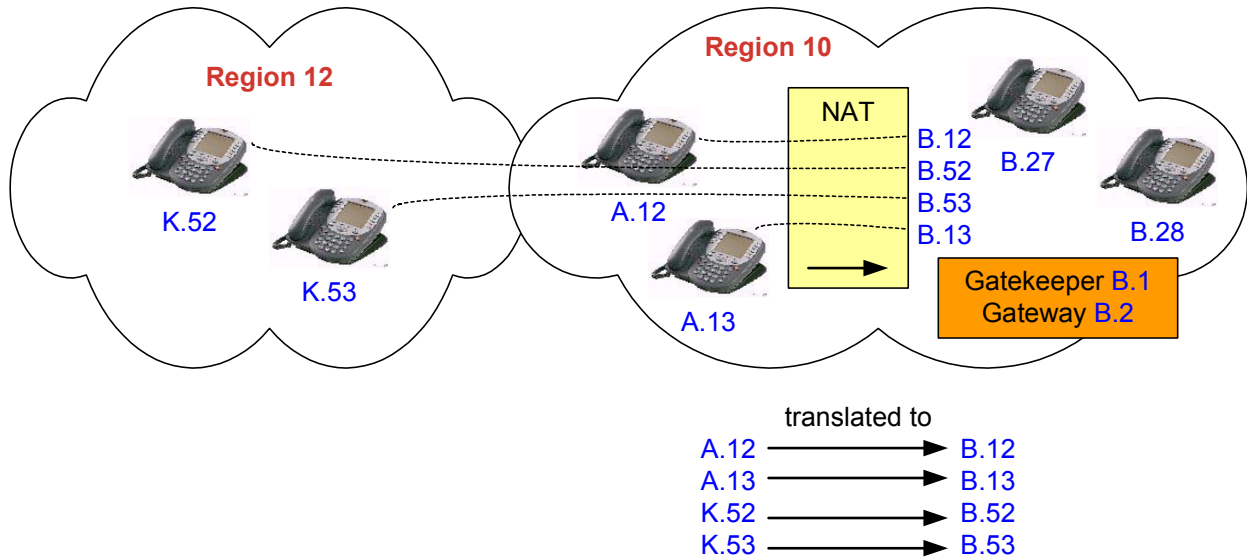 Region 12
Region 10
NAT
K.52
K.53
A.12
A.13
B.12
B.52
B.53
B.13
B.27
B.28
Gatekeeper B.1
Gateway B.2
translated to
A.12 B.12
A.13 B.13
K.52 B.52
K.53 B.53